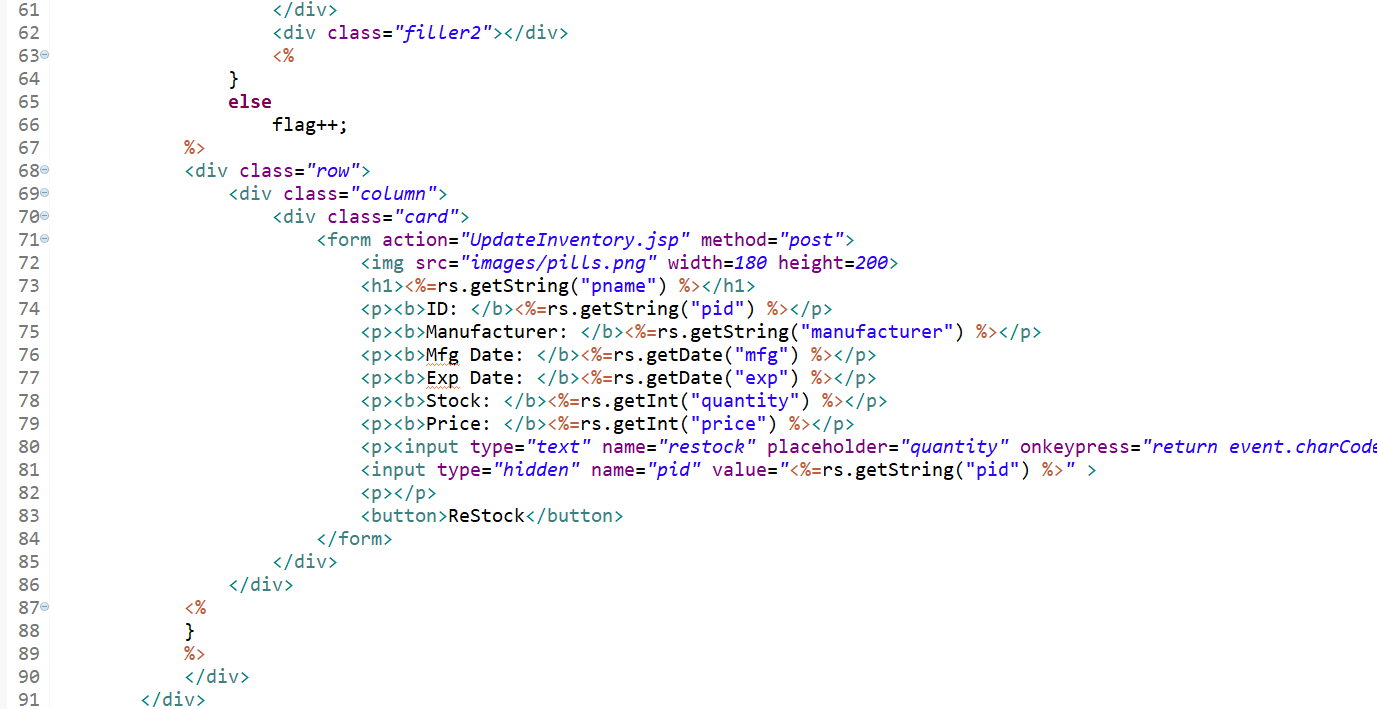 61 </div>
62 <div class="filler2"></div>
63 <%
64 }
65 else
66 flag++;
67 %>
68 <div class="row">
69 <div class="column">
70 <div class="card">
71 <form action="UpdateInventory.jsp" method="post">
72 <img src="images/pills.png" width=180 height=200>
73 <h1><%=rs.getString("pname") %></h1>
74 <p><b>ID: </b><%=rs.getString("pid") %></p>
75 <p><b>Manufacturer: </b><%=rs.getString("manufacturer") %></p>
76 <p><b>Mfg Date: </b><%=rs.getDate("mfg") %></p>
77 <p><b>Exp Date: </b><%=rs.getDate("exp") %></p>
78 <p><b>Stock: </b><%=rs.getInt("quantity") %></p>
79 <p><b>Price: </b><%=rs.getInt("price") %></p>
80 <p><input type="text" name="restock" placeholder="quantity" onkeypress="return event.charCode
81 <input type="hidden" name="pid" value="<%=rs.getString("pid") %>" >
82 <p></p>
83 <button>ReStock</button>
84 </form>
85 </div>
86 </div>
87 <%
88 }
89 %>
90 </div>
91 </div>